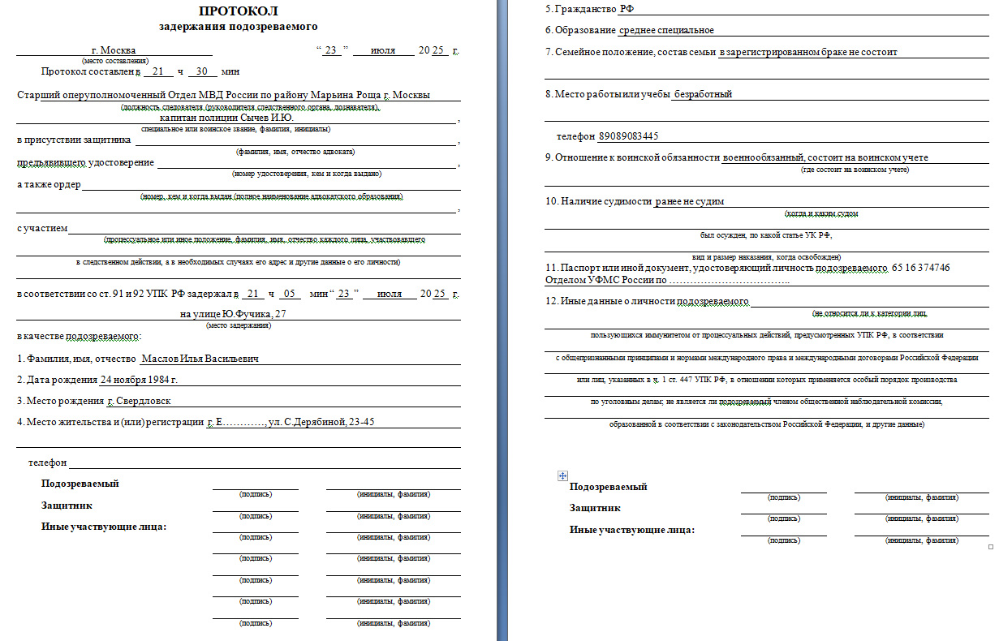 ПРОТОКОЛ
задержания подозреваемого
г. Москва “ 23 ” июля 20 25 г.
(место составления)
Протокол составлен в 21 ч 30 мин
Старший оперуполномоченный Отдел МВД России по району Марьина Роща г. Москвы
(должность следователя (руководителя следственного органа, дознавателя),
капитан полиции Сычев И.Ю. ,
специальное или воинское звание, фамилия, инициалы)
в присутствии защитника ,
(фамилия, имя, отчество адвоката)
предъявившего удостоверение ,
(номер удостоверения, кем и когда выдано)
а также ордер
(номер, кем и когда выдан (полное наименование адвокатского образования)
,
с участием
(процессуальное или иное положение, фамилия, имя, отчество каждого лица, участвовавшего
в следственном действии, а в необходимых случаях его адрес и другие данные о его личности)
в соответствии со ст. 91 и 92 УПК РФ задержал в 21 ч 05 мин “ 23 ” июля 20 25 г.
на улице Ю.Фучика, 27
(место задержания)
в качестве подозреваемого:
1. Фамилия, имя, отчество Маслов Илья Васильевич
2. Дата рождения 24 ноября 1984 г.
3. Место рождения г. Свердловск
4. Место жительства и (или) регистрации г. Е…………, ул. С.Дерябиной, 23-45
телефон
Подозреваемый
(подпись) (инициалы, фамилия)
Защитник
(подпись) (инициалы, фамилия)
Иные участвующие лица:
(подпись) (инициалы, фамилия)
(подпись) (инициалы, фамилия)
(подпись) (инициалы, фамилия)
(подпись) (инициалы, фамилия)
(подпись) (инициалы, фамилия)
5. Гражданство РФ
6. Образование среднее специальное
7. Семейное положение, состав семьи в зарегистрированном браке не состоит
8. Место работы или учебы безработный
телефон 89089083445
9. Отношение к воинской обязанности военнообязанный, состоит на воинском учете
(где состоит на воинском учете)
10. Наличие судимости ранее не судим
(когда и каким судом
был осужден, по какой статье УК РФ,
вид и размер наказания, когда освобожден)
11. Паспорт или иной документ, удостоверяющий личность подозреваемого 65 16 374746
Отделом УФМС России по ……………………………..
12. Иные данные о личности подозреваемого
(не относится ли к категории лиц,
пользующихся иммунитетом от процессуальных действий, предусмотренных УПК РФ, в соответствии
с общепризнанными принципами и нормами международного права и международными договорами Российской Федерации
или лиц, указанных в ч. 1 ст. 447 УПК РФ, в отношении которых применяется особый порядок производства
по уголовным делам; не является ли подозреваемый членом общественной наблюдательной комиссии,
образованной в соответствии с законодательством Российской Федерации, и другие данные)
Подозреваемый
(подпись) (инициалы, фамилия)
Защитник
(подпись) (инициалы, фамилия)
Иные участвующие лица:
(подпись) (инициалы, фамилия)